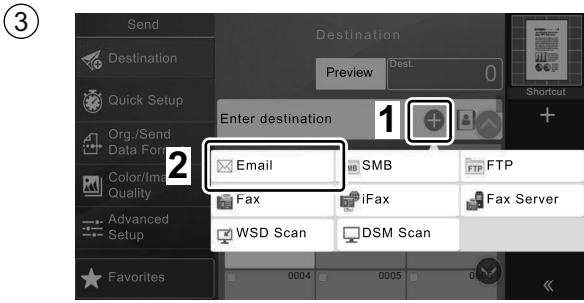 3
Send
Destination
Destination
Preview
Dest.
0
Shortcut
Quick Setup
Enter destination
1
Org./Send
Data For
2
Email
SMB
FTP
FTP
Color/Ima
Quality
Fax
iFax
Fax Server
Advanced
Setup
WSD Scan
DSM Scan
Favorites
0004
0005